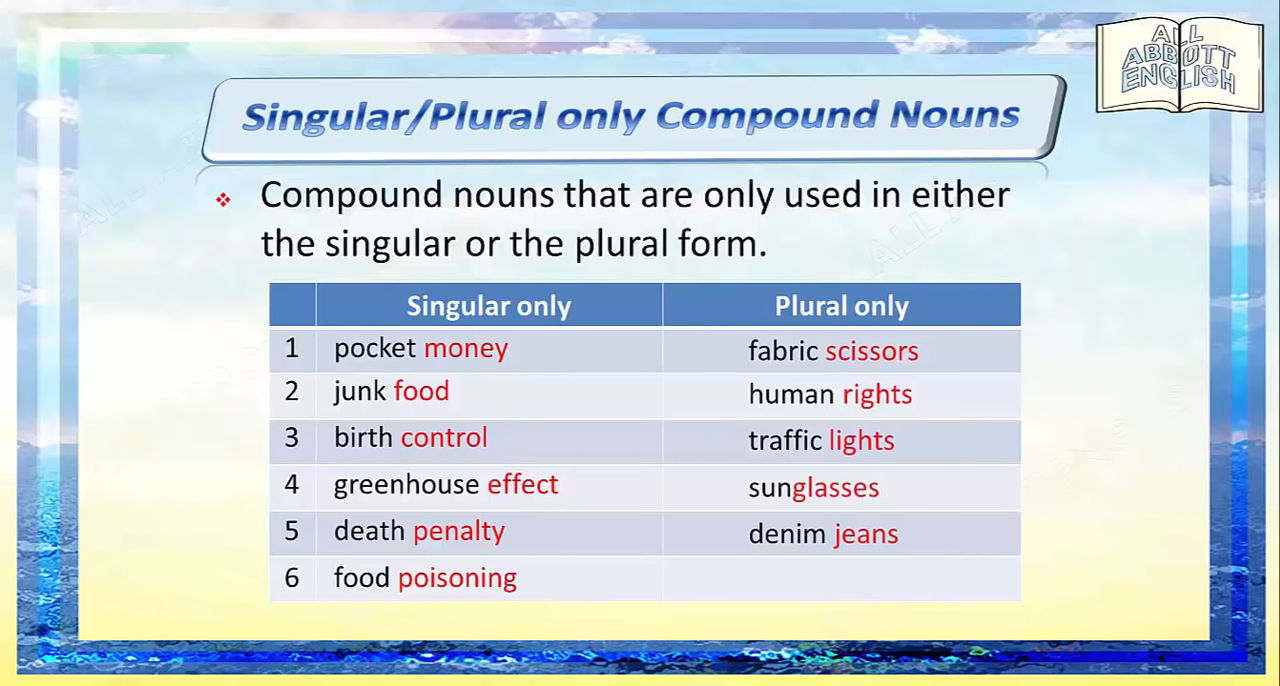 ALL
ABBOTT
ENGLISH
Singular/Plural only Compound Nouns
Compound nouns that are only used in either
the singular or the plural form.
Singular only Plural only
1 pocket money fabric scissors
2 junk food human rights
3 birth control traffic lights
4 greenhouse effect sunglasses
5 death penalty denim jeans
6 food poisoning